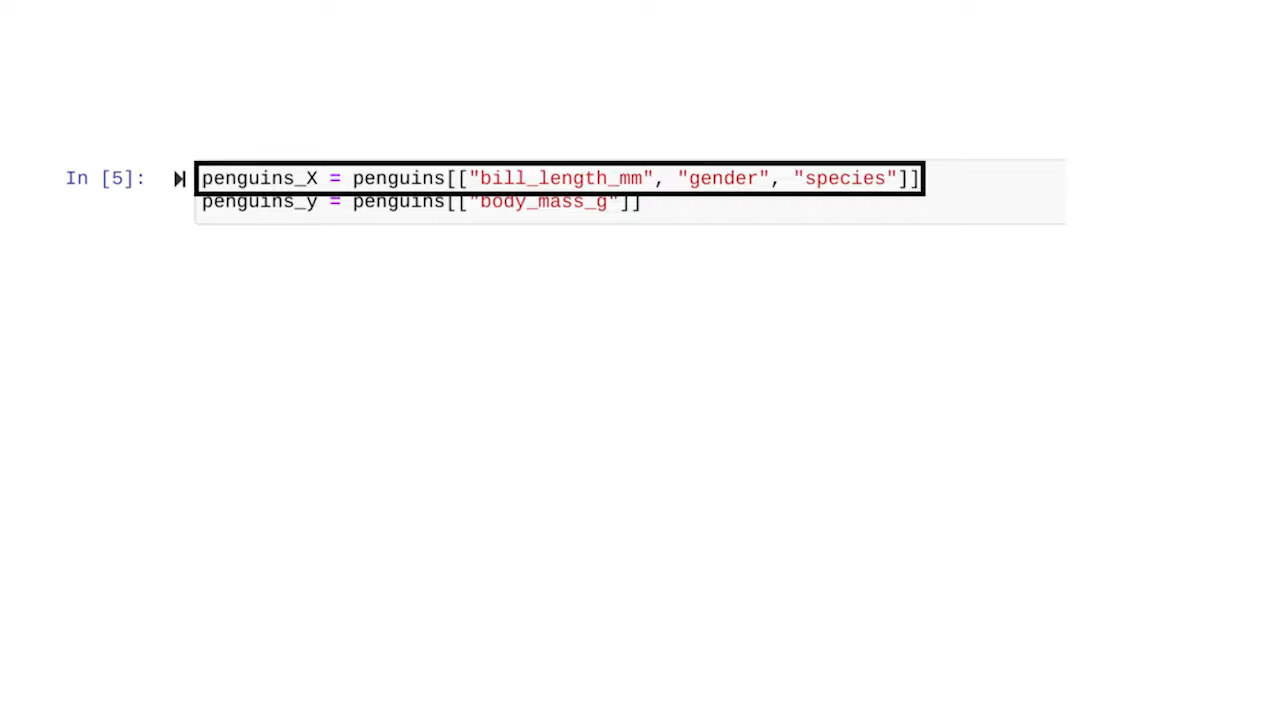 In [5]: penguins_X = penguins[["bill_length_mm", "gender", "species"]]
penguins_y = penguins[["body_mass_g"]]